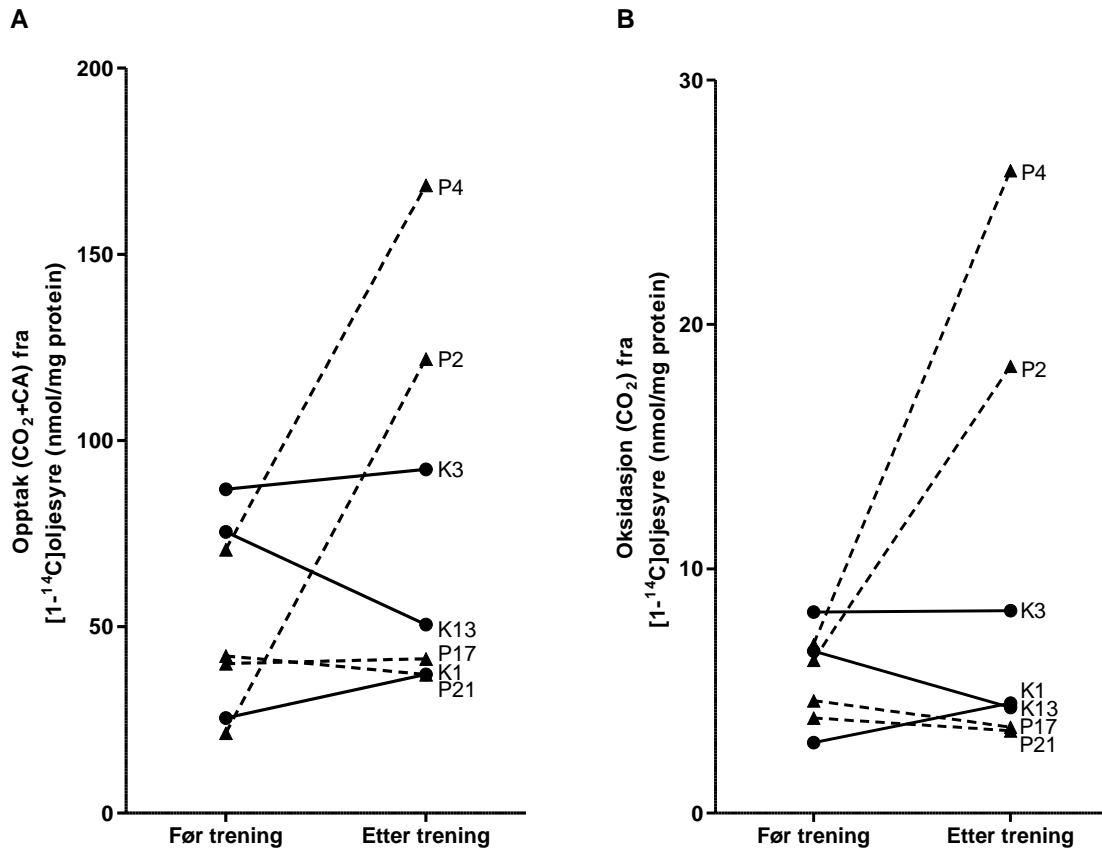 A
Opptak (CO₂+CA) fra
[1-¹⁴C]oljesyre (nmol/mg protein)
200
150
100
50
0
P4
P2
K3
K13
P17
K1
P21
Før trening
Etter trening
B
Oksidasjon (CO₂) fra
[1-¹⁴C]oljesyre (nmol/mg protein)
30
20
10
0
P4
P2
K3
K1
K13
P17
P21
Før trening
Etter trening